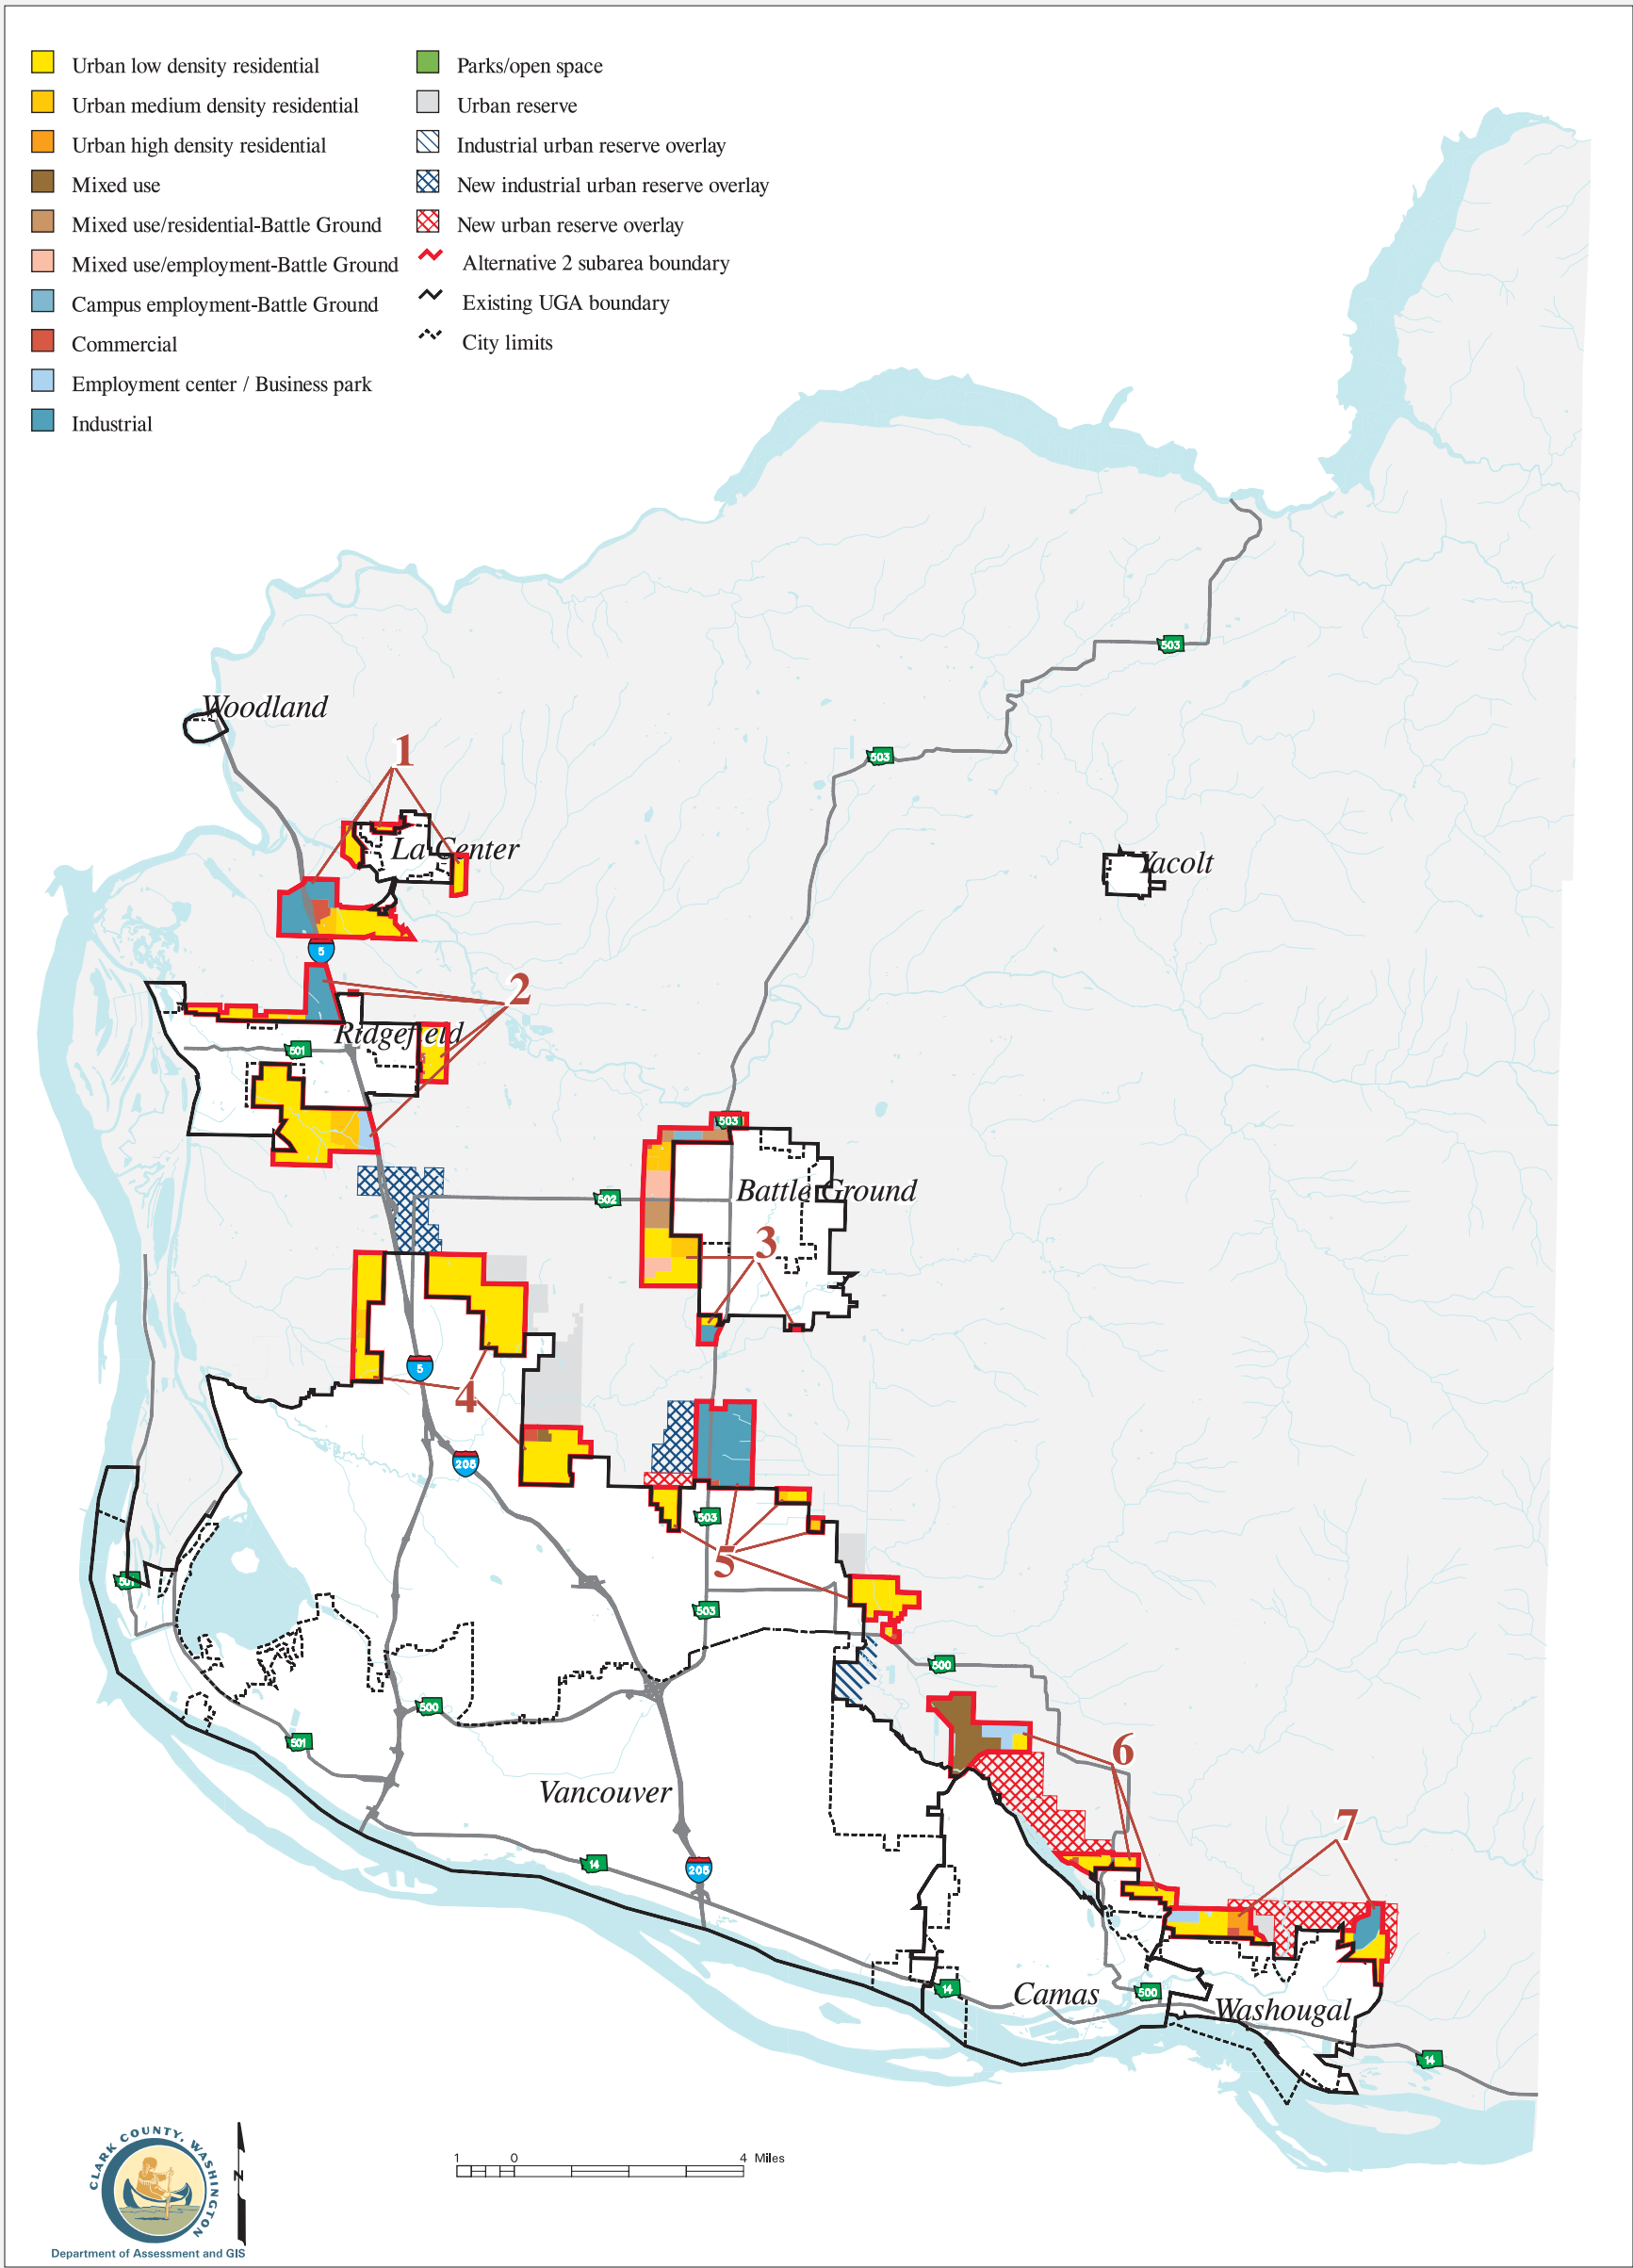 Urban low density residential
Urban medium density residential
Urban high density residential
Mixed use
Mixed use/residential-Battle Ground
Mixed use/employment-Battle Ground
Campus employment-Battle Ground
Commercial
Employment center / Business park
Industrial
Parks/open space
Urban reserve
Industrial urban reserve overlay
New industrial urban reserve overlay
New urban reserve overlay
Alternative 2 subarea boundary
Existing UGA boundary
City limits
503
Woodland
1
503
La Center
Yacolt
5
2
Ridgefield
501
503
Battle Ground
502
3
5
4
205
503
5
501
503
500
500
501
6
Vancouver
7
14
205
14
Camas
500
Washougal
14
1 0 4 Miles
CLARK COUNTY, WASHINGTON
N
Department of Assessment and GIS